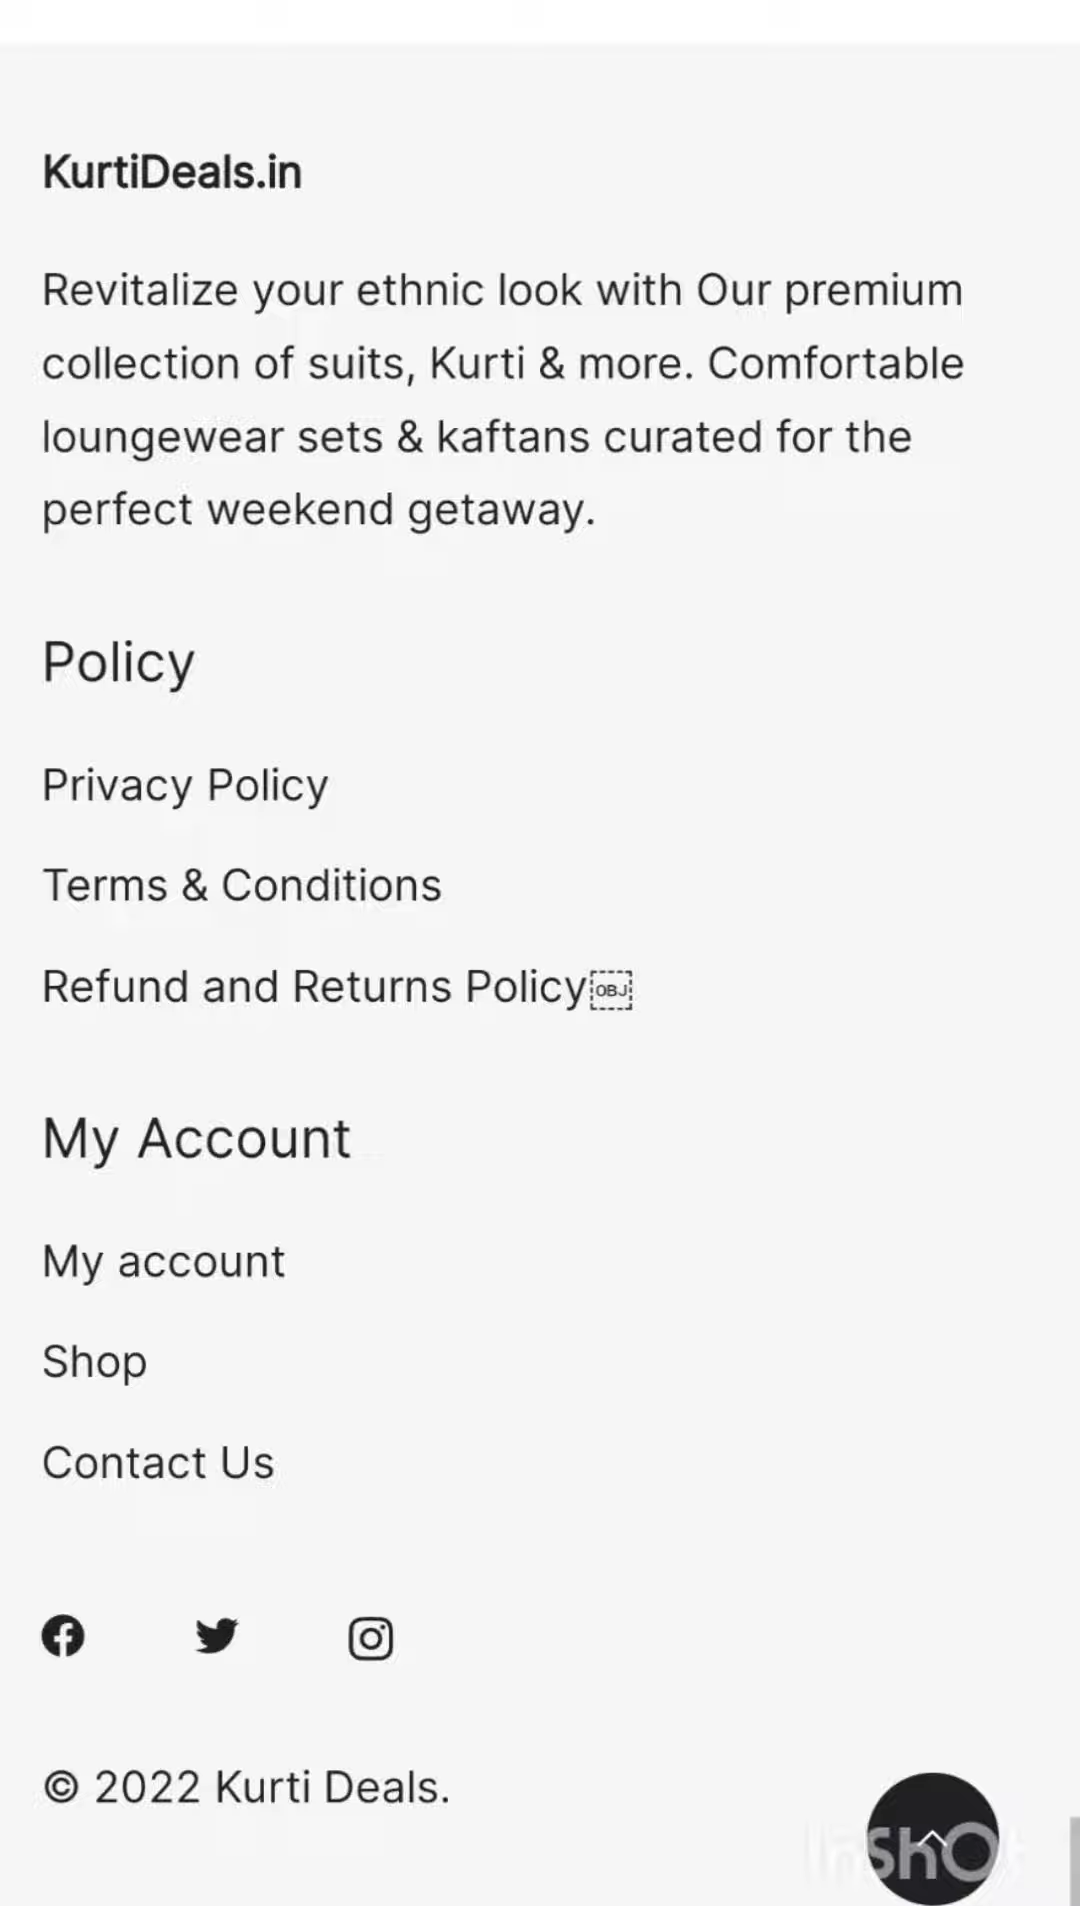 KurtiDeals.in
Revitalize your ethnic look with Our premium
collection of suits, Kurti & more. Comfortable
loungewear sets & kaftans curated for the
perfect weekend getaway.
Policy
Privacy Policy
Terms & Conditions
Refund and Returns Policy￼
My Account
My account
Shop
Contact Us
© 2022 Kurti Deals.
InShOt